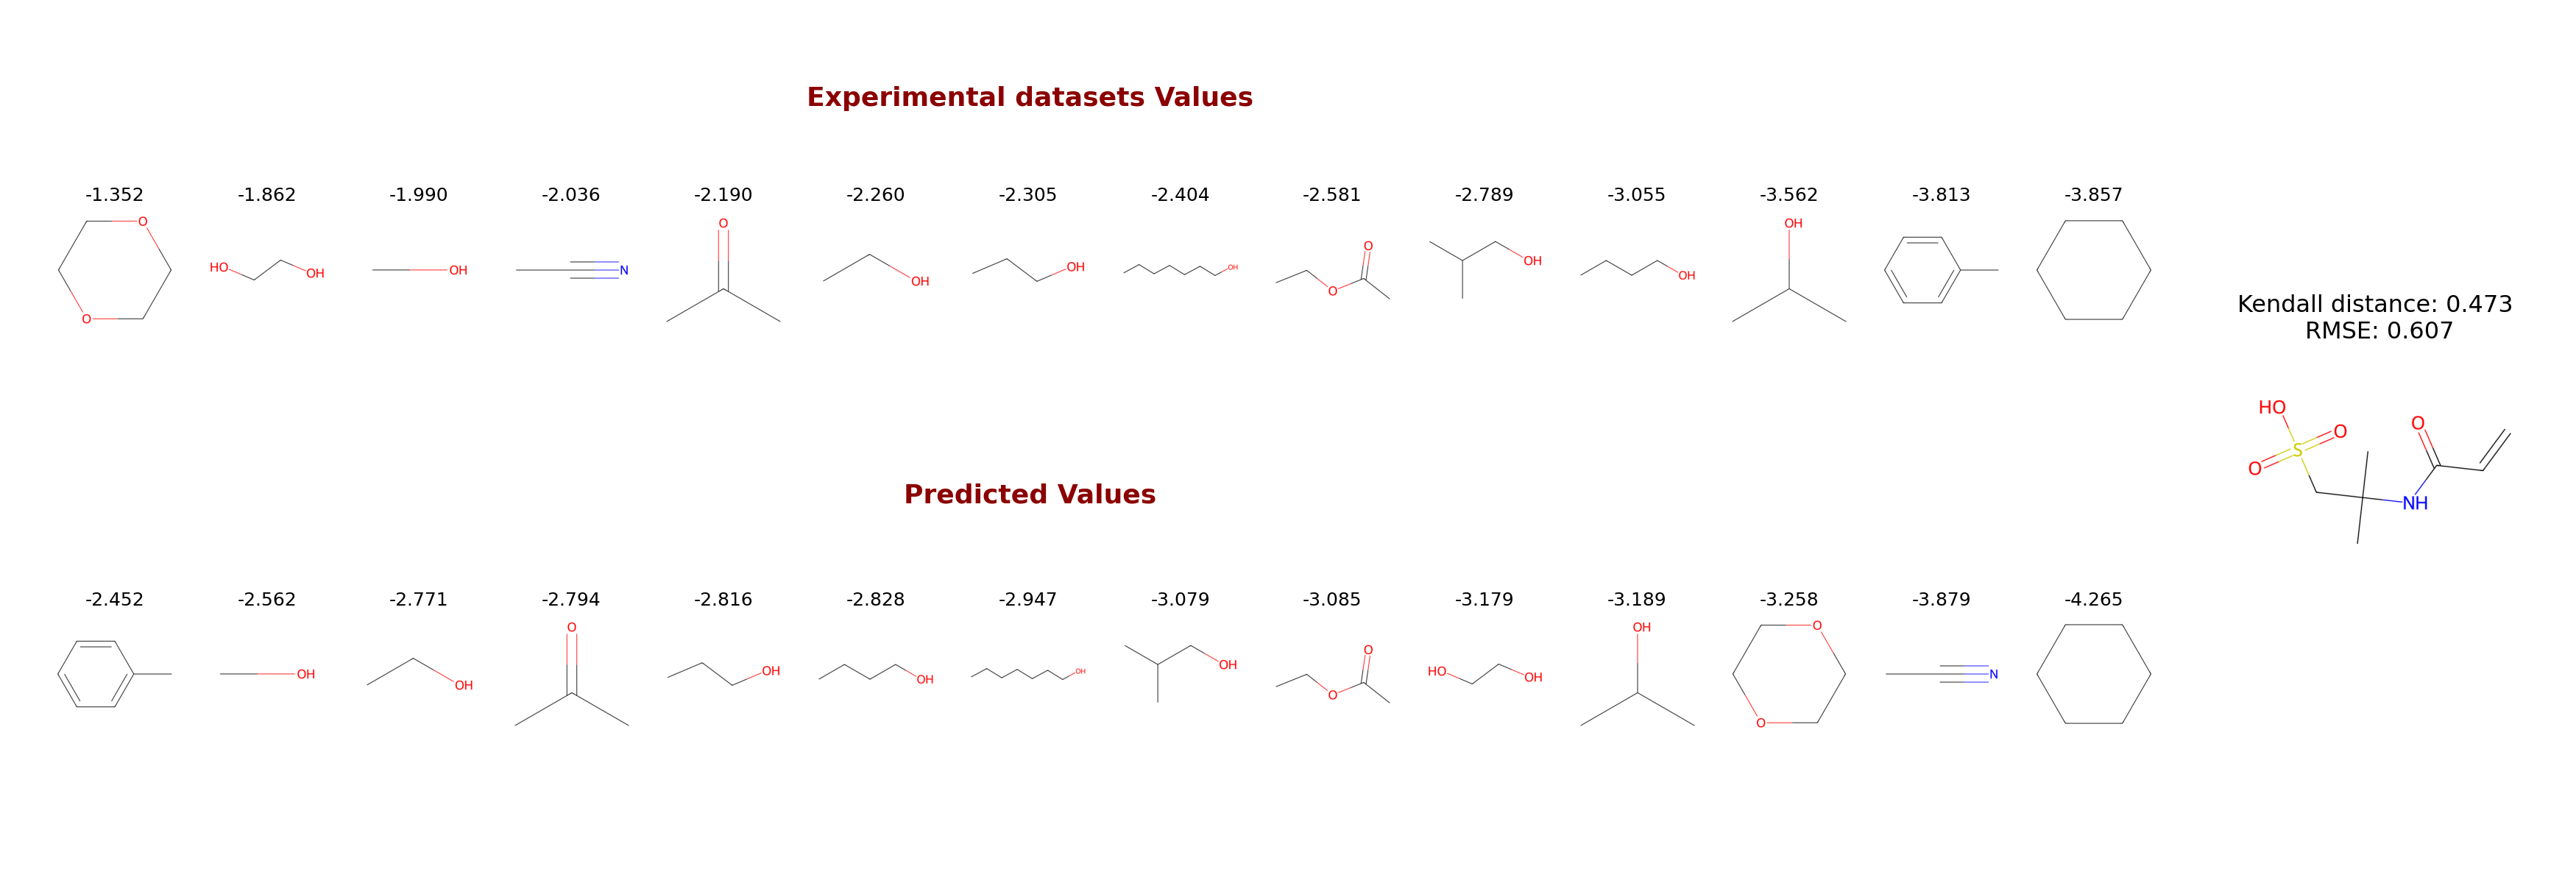 Experimental datasets Values
-1.352 -1.862 -1.990 -2.036 -2.190 -2.260 -2.305 -2.404 -2.581 -2.789 -3.055 -3.562 -3.813 -3.857
O O HO OH OH N O OH OH OH O O OH OH OH
Kendall distance: 0.473
RMSE: 0.607
HO O O S O NH
Predicted Values
-2.452 -2.562 -2.771 -2.794 -2.816 -2.828 -2.947 -3.079 -3.085 -3.179 -3.189 -3.258 -3.879 -4.265
OH OH O OH OH OH OH O O HO OH OH O O N